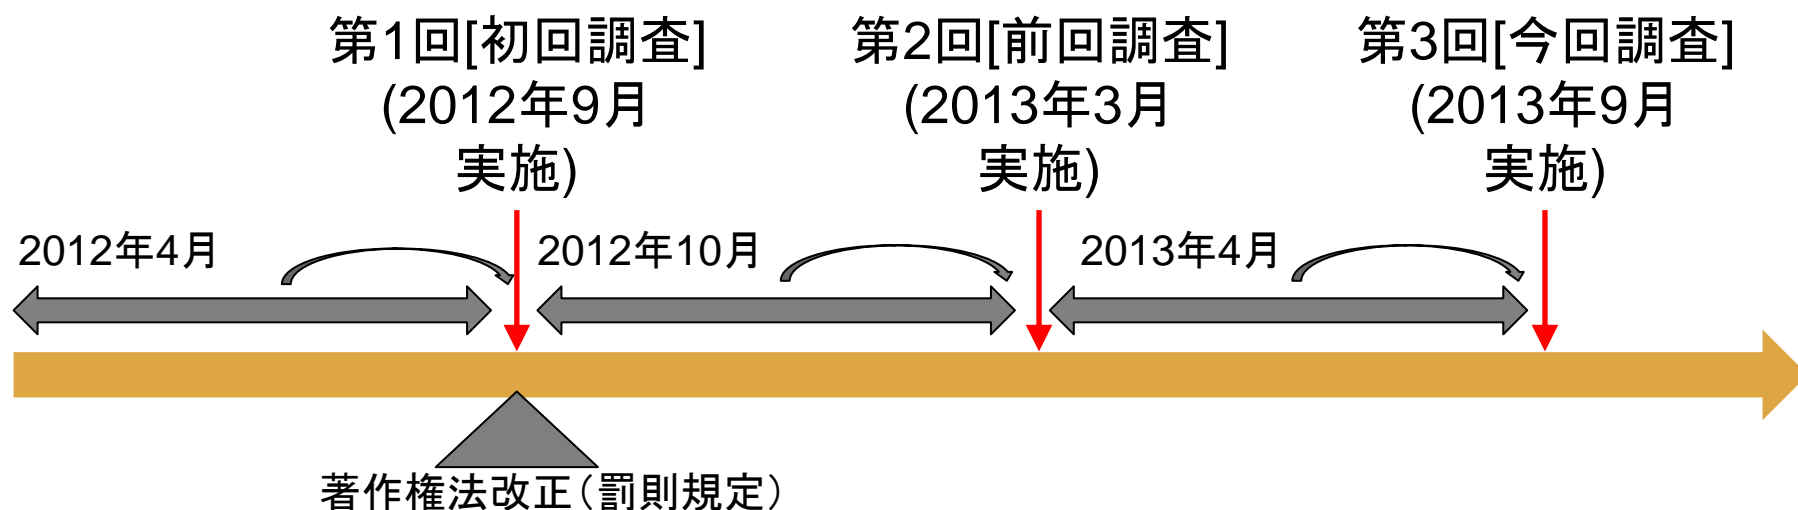 第1回[初回調査]
(2012年9月
実施)
第2回[前回調査]
(2013年3月
実施)
第3回[今回調査]
(2013年9月
実施)
2012年4月
2012年10月
2013年4月
著作権法改正（罰則規定）